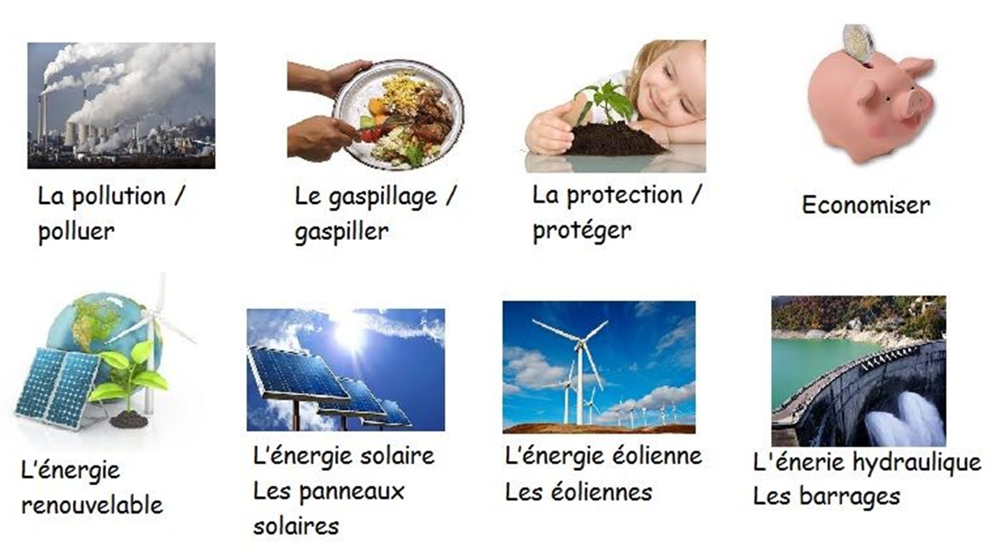 La pollution /
polluer
Le gaspillage /
gaspiller
La protection /
protéger
Economiser
L'énergie
renouvelable
L'énergie solaire
Les panneaux
solaires
L'énergie éolienne
Les éoliennes
L'énerie hydraulique
Les barrages